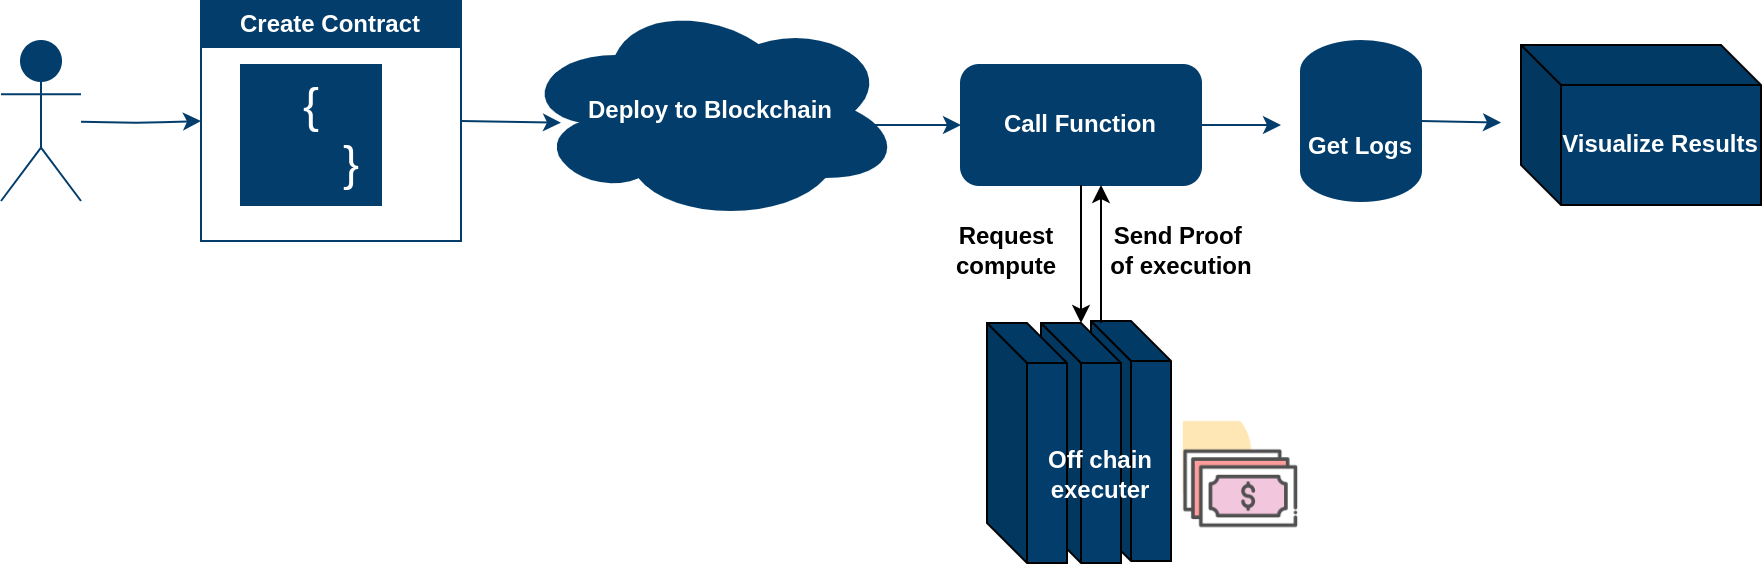 Create Contract
{
}
Deploy to Blockchain
Call Function
Get Logs
Visualize Results
Request
compute
Send Proof
of execution
Off chain
executer
$